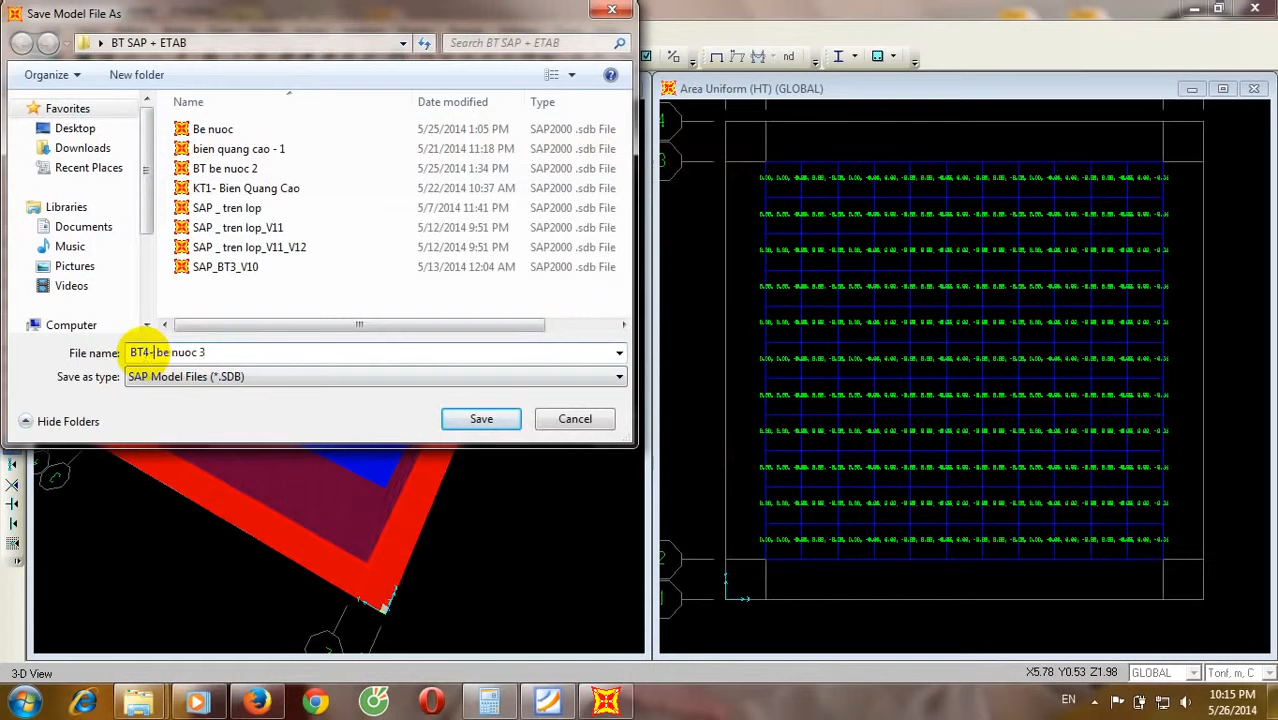 Save Model File As
BT SAP + ETAB
Search BT SAP + ETAB
Organize
New folder
Favorites
Desktop
Downloads
Recent Places
Libraries
Documents
Music
Pictures
Videos
Computer
Name
Date modified
Type
Be nuoc
5/25/2014 1:05 PM
SAP2000 .sdb File
bien quang cao - 1
5/21/2014 11:18 PM
SAP2000 .sdb File
BT be nuoc 2
5/25/2014 1:34 PM
SAP2000 .sdb File
KT1- Bien Quang Cao
5/22/2014 10:37 AM
SAP2000 .sdb File
SAP _ tren lop
5/7/2014 11:41 PM
SAP2000 .sdb File
SAP _ tren lop_V11
5/12/2014 9:51 PM
SAP2000 .sdb File
SAP _ tren lop_V11_V12
5/12/2014 9:51 PM
SAP2000 .sdb File
SAP_BT3_V10
5/13/2014 12:04 AM
SAP2000 .sdb File
File name:
BT4-be nuoc 3
Save as type:
SAP Model Files (*.SDB)
Hide Folders
Save
Cancel
nd
Area Uniform (HT) (GLOBAL)
4
3
2
1
3-D View
X5.78 Y0.53 Z1.98
GLOBAL
Tonf, m, C
EN
10:15 PM
5/26/2014